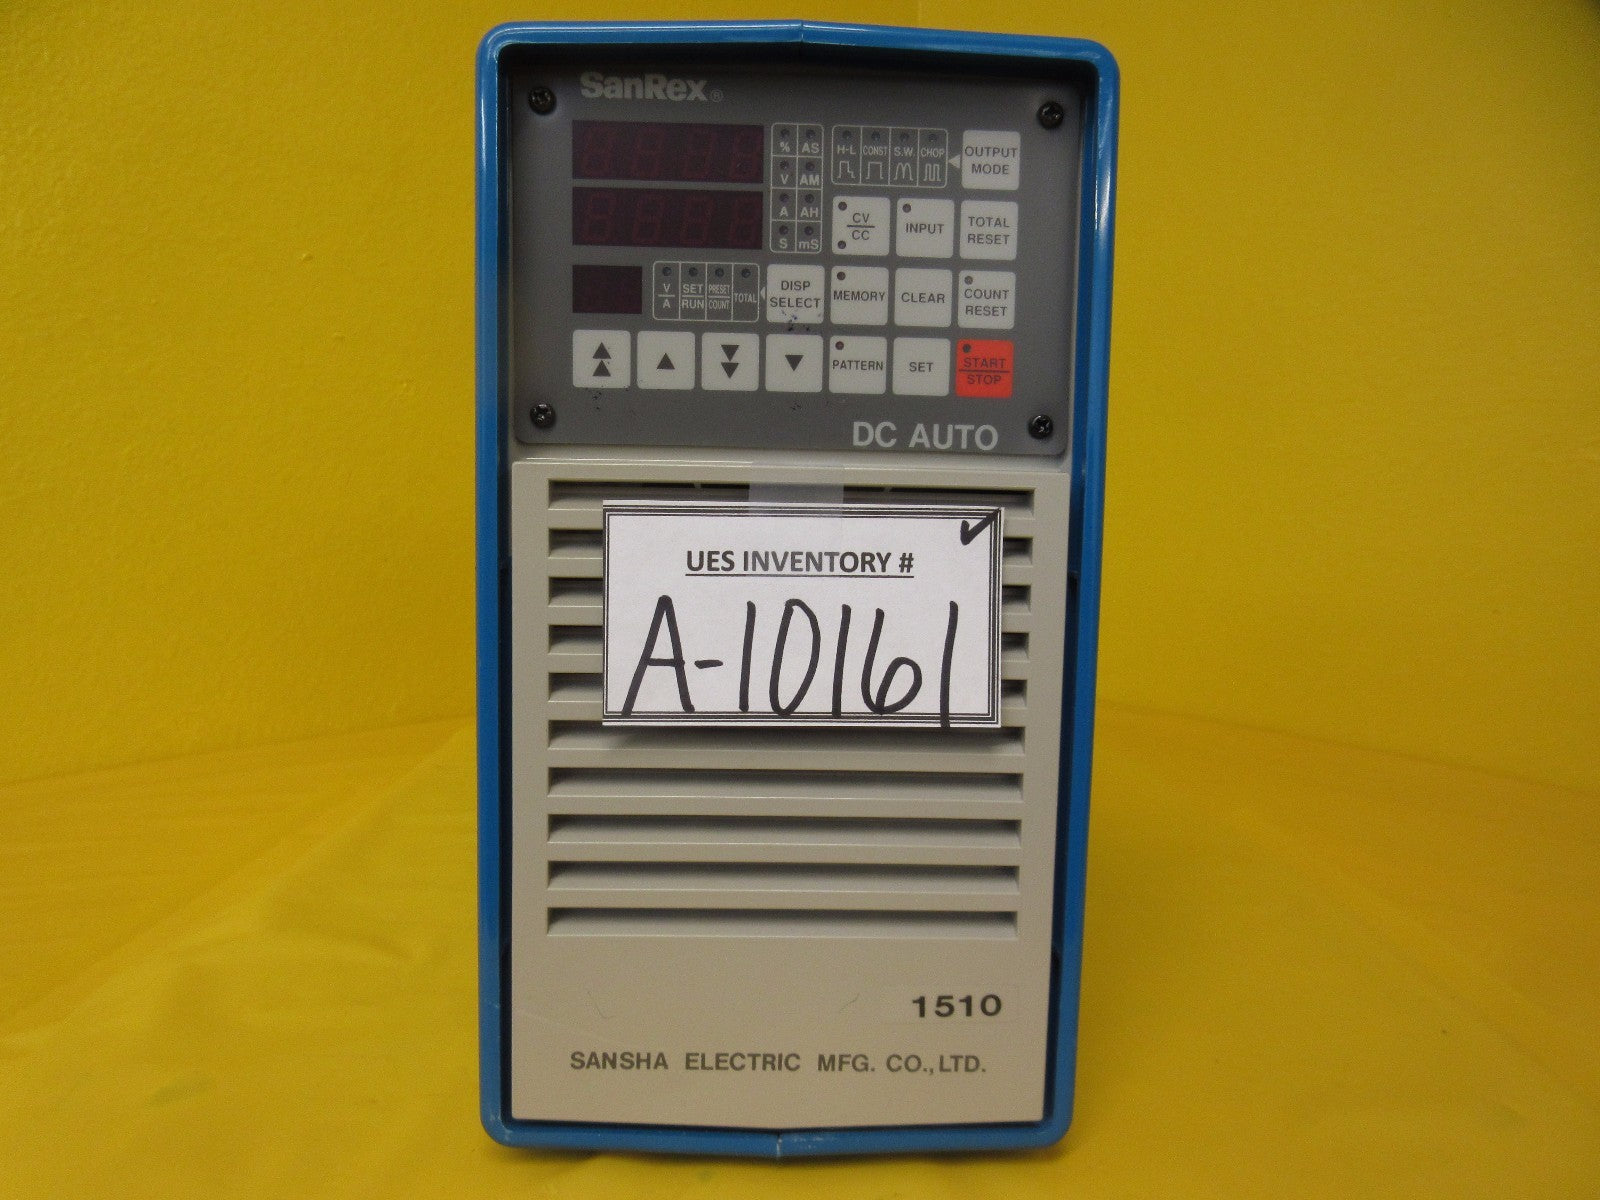 SanRex®
% AS
V AM
A AH
S mS
H-L CONST S.W. CHOP
OUTPUT
MODE
CV
CC
INPUT
TOTAL
RESET
V
A
SET
RUN
PRESET
COUNT
TOTAL
DISP
SELECT
MEMORY
CLEAR
COUNT
RESET
PATTERN
SET
START
STOP
DC AUTO
UES INVENTORY #
A-10161
1510
SANSHA ELECTRIC MFG. CO.,LTD.